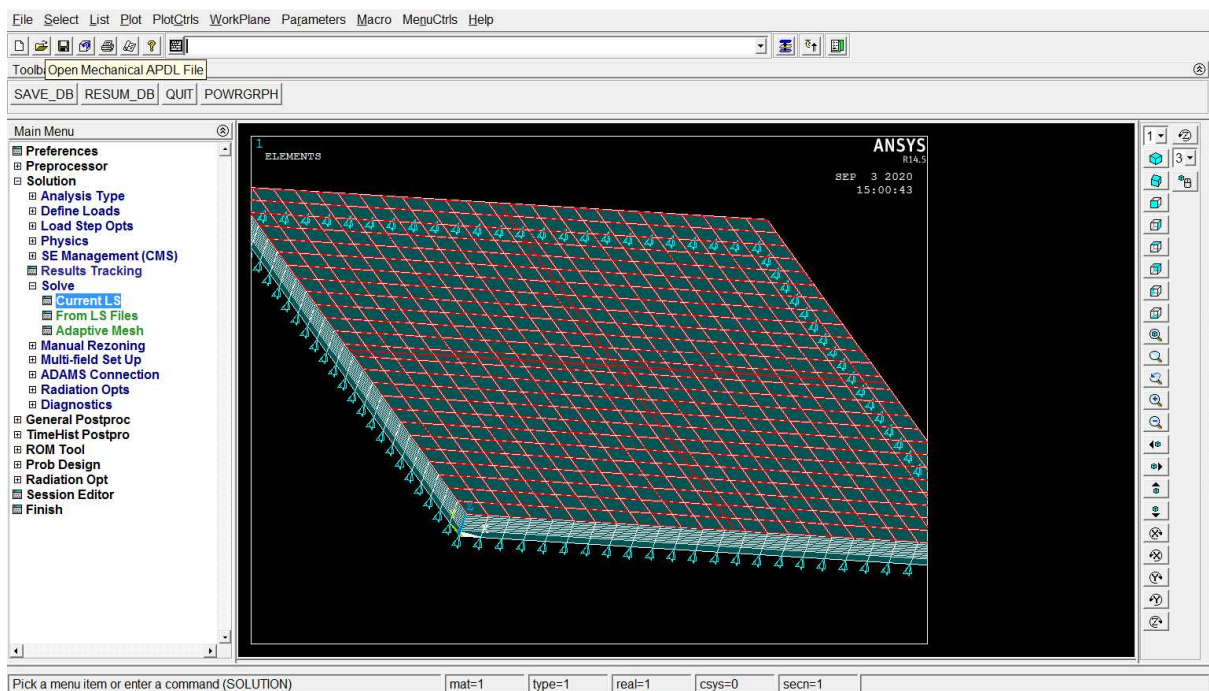 File Select List Plot PlotCtrls WorkPlane Parameters Macro MenuCtrls Help
Open Mechanical APDL File
SAVE_DB RESUM_DB QUIT POWRGRPH
Main Menu
Preferences
Preprocessor
Solution
Analysis Type
Define Loads
Load Step Opts
Physics
SE Management (CMS)
Results Tracking
Solve
Current LS
From LS Files
Adaptive Mesh
Manual Rezoning
Multi-field Set Up
ADAMS Connection
Radiation Opts
Diagnostics
General Postproc
TimeHist Postpro
ROM Tool
Prob Design
Radiation Opt
Session Editor
Finish
1
ELEMENTS
ANSYS
R14.5
SEP 3 2020
15:00:43
X
1
3
Pick a menu item or enter a command (SOLUTION) mat=1 type=1 real=1 csys=0 secn=1